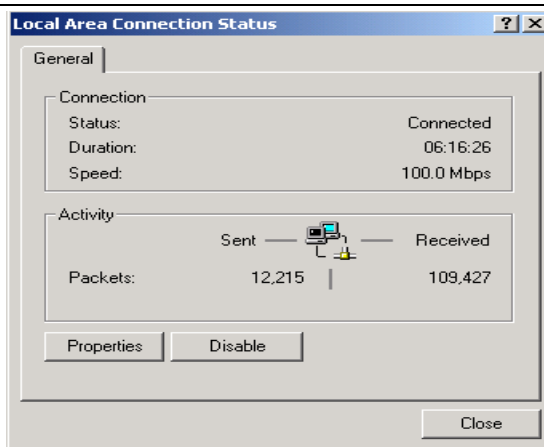 Local Area Connection Status
General
Connection
Status: Connected
Duration: 06:16:26
Speed: 100.0 Mbps
Activity
Sent Received
Packets: 12,215 109,427
Properties Disable
Close